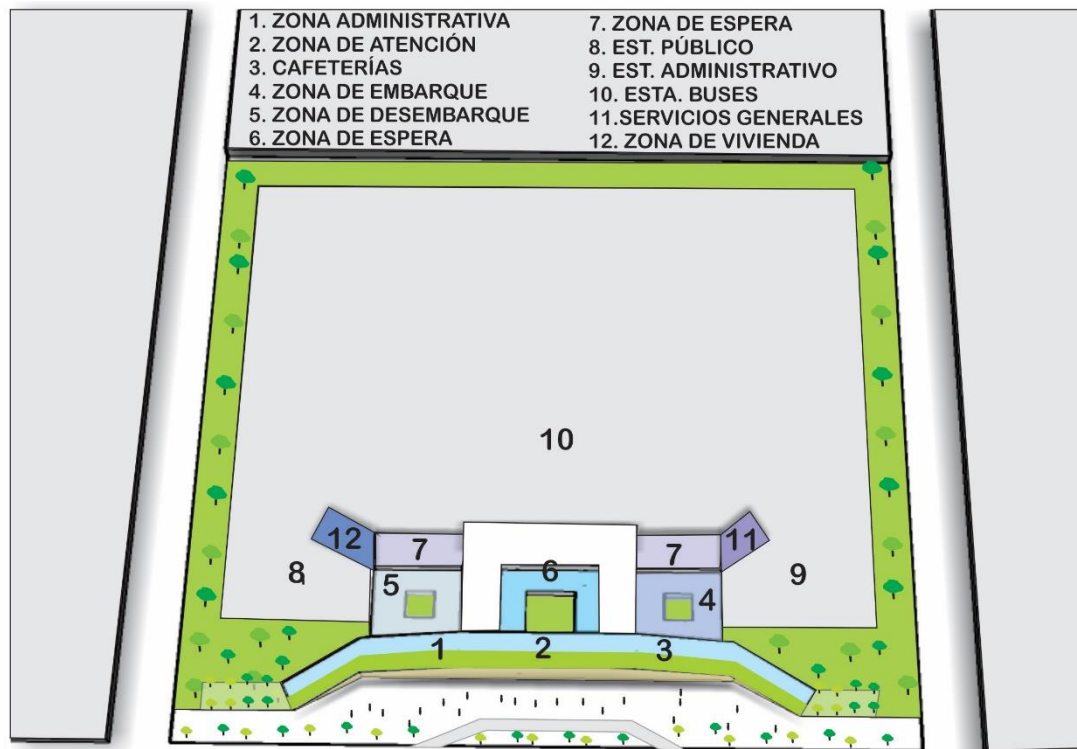 1. ZONA ADMINISTRATIVA
2. ZONA DE ATENCIÓN
3. CAFETERÍAS
4. ZONA DE EMBARQUE
5. ZONA DE DESEMBARQUE
6. ZONA DE ESPERA
7. ZONA DE ESPERA
8. EST. PÚBLICO
9. EST. ADMINISTRATIVO
10. ESTA. BUSES
11.SERVICIOS GENERALES
12. ZONA DE VIVIENDA
10
12
7
6
7
11
8
5
4
9
1
2
3